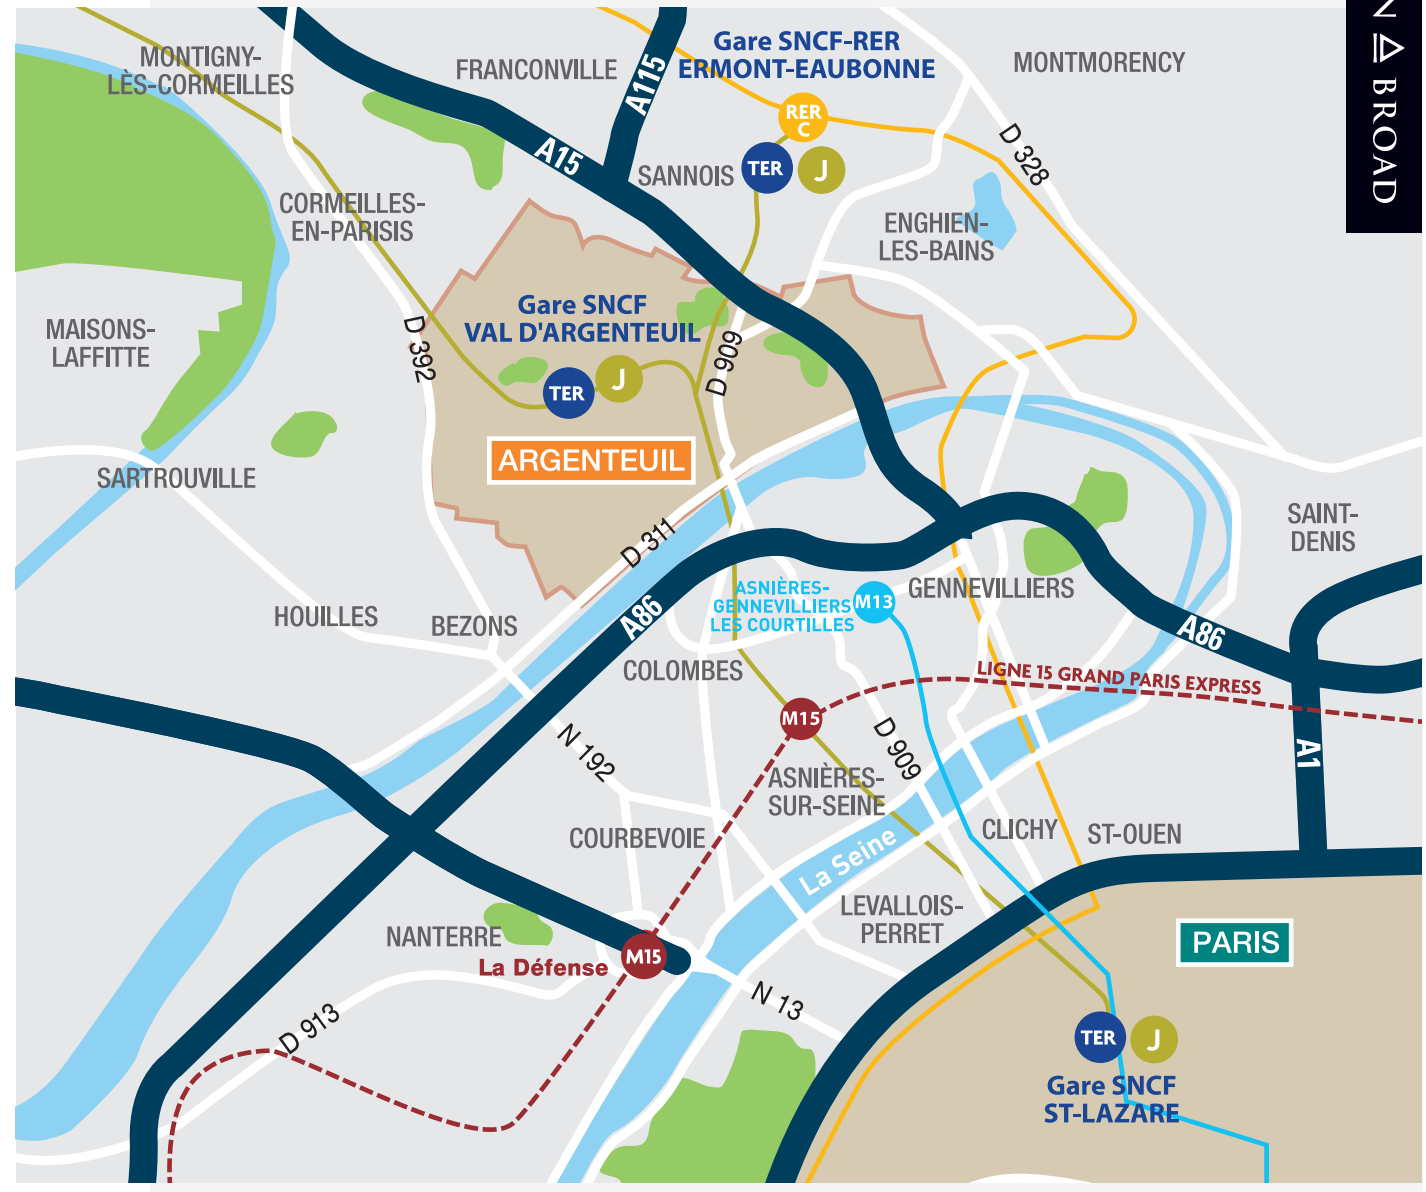 N BROAD
Gare SNCF-RER
ERMONT-EAUBONNE
MONTIGNY-
LÈS-CORMEILLES
FRANCONVILLE
A115
MONTMORENCY
RER
C
A15
SANNOIS
TER
J
D 328
CORMEILLES-
EN-PARISIS
ENGHIEN-
LES-BAINS
Gare SNCF
VAL D'ARGENTEUIL
MAISONS-
LAFFITTE
D 392
D 909
TER
J
ARGENTEUIL
SARTROUVILLE
SAINT-
DENIS
D 311
ASNIÈRES-
GENNEVILLIERS
LES COURTILLES
M13
GENNEVILLIERS
HOUILLES
BEZONS
A86
A86
COLOMBES
LIGNE 15 GRAND PARIS EXPRESS
M15
N 192
D 909
A1
ASNIÈRES-
SUR-SEINE
COURBEVOIE
La Seine
CLICHY
ST-OUEN
LEVALLOIS-
PERRET
NANTERRE
La Défense
M15
PARIS
N 13
D 913
TER
J
Gare SNCF
ST-LAZARE